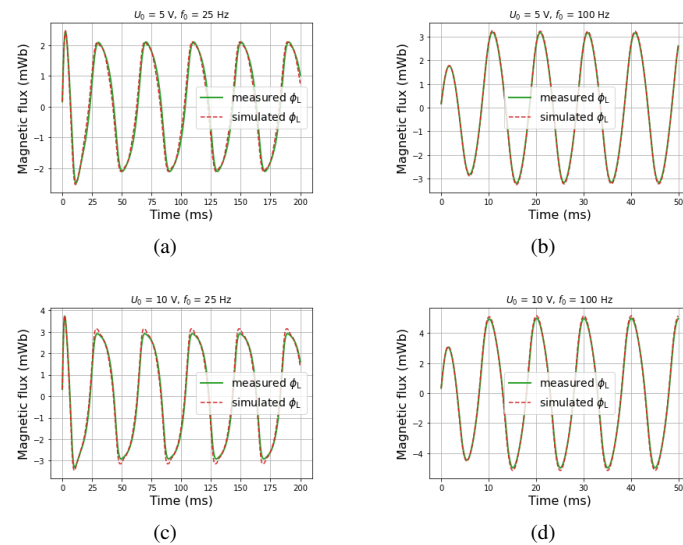 U₀ = 5 V, f₀ = 25 Hz
Magnetic flux (mWb)
2
1
0
−1
−2
measured ϕL
simulated ϕL
0 25 50 75 100 125 150 175 200
Time (ms)
(a)
U₀ = 5 V, f₀ = 100 Hz
Magnetic flux (mWb)
3
2
1
0
−1
−2
−3
measured ϕL
simulated ϕL
0 10 20 30 40 50
Time (ms)
(b)
U₀ = 10 V, f₀ = 25 Hz
Magnetic flux (mWb)
4
3
2
1
0
−1
−2
−3
measured ϕL
simulated ϕL
0 25 50 75 100 125 150 175 200
Time (ms)
(c)
U₀ = 10 V, f₀ = 100 Hz
Magnetic flux (mWb)
4
2
0
−2
−4
measured ϕL
simulated ϕL
0 10 20 30 40 50
Time (ms)
(d)